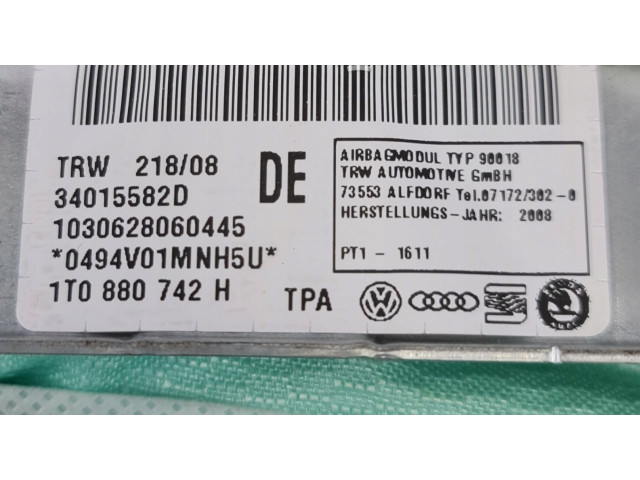 TRW 218/08
DE
34015582D
1030628060445
*0494V01MNH5U*
1T0 880 742 H
TPA
AIRBAGMODUL TYP 90018
TRW AUTOMOTIVE GmBH
73553 ALFDORF Tel.07172/302-0
HERSTELLUNGS-JAHR: 2008
PT1 - 1611